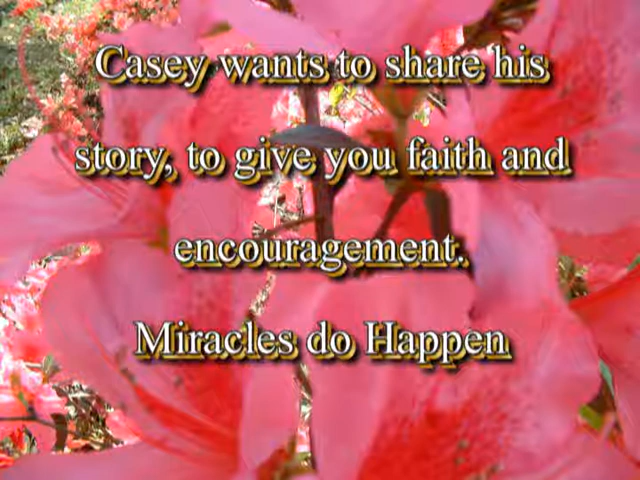 Casey wants to share his
story, to give you faith and
encouragement.
Miracles do Happen